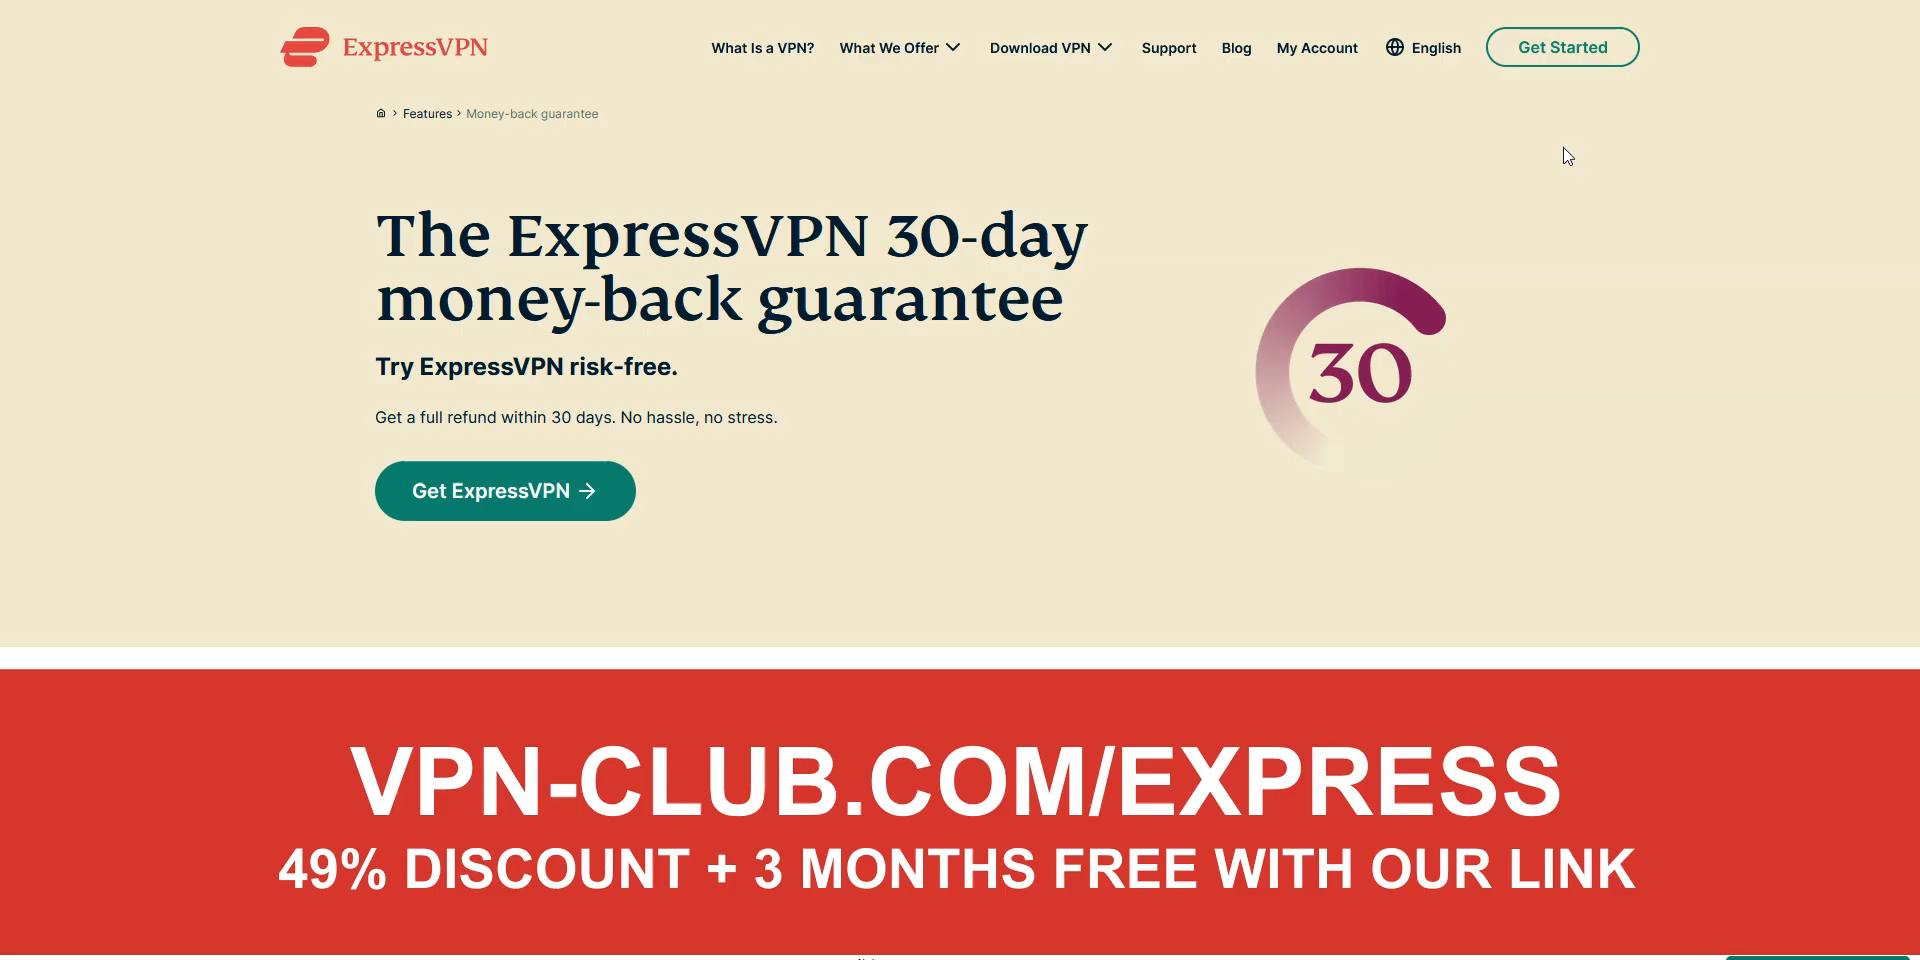 ExpressVPN
What Is a VPN? What We Offer Download VPN Support Blog My Account English Get Started
Features > Money-back guarantee
The ExpressVPN 30-day
money-back guarantee
30
Try ExpressVPN risk-free.
Get a full refund within 30 days. No hassle, no stress.
Get ExpressVPN →
VPN-CLUB.COM/EXPRESS
49% DISCOUNT + 3 MONTHS FREE WITH OUR LINK